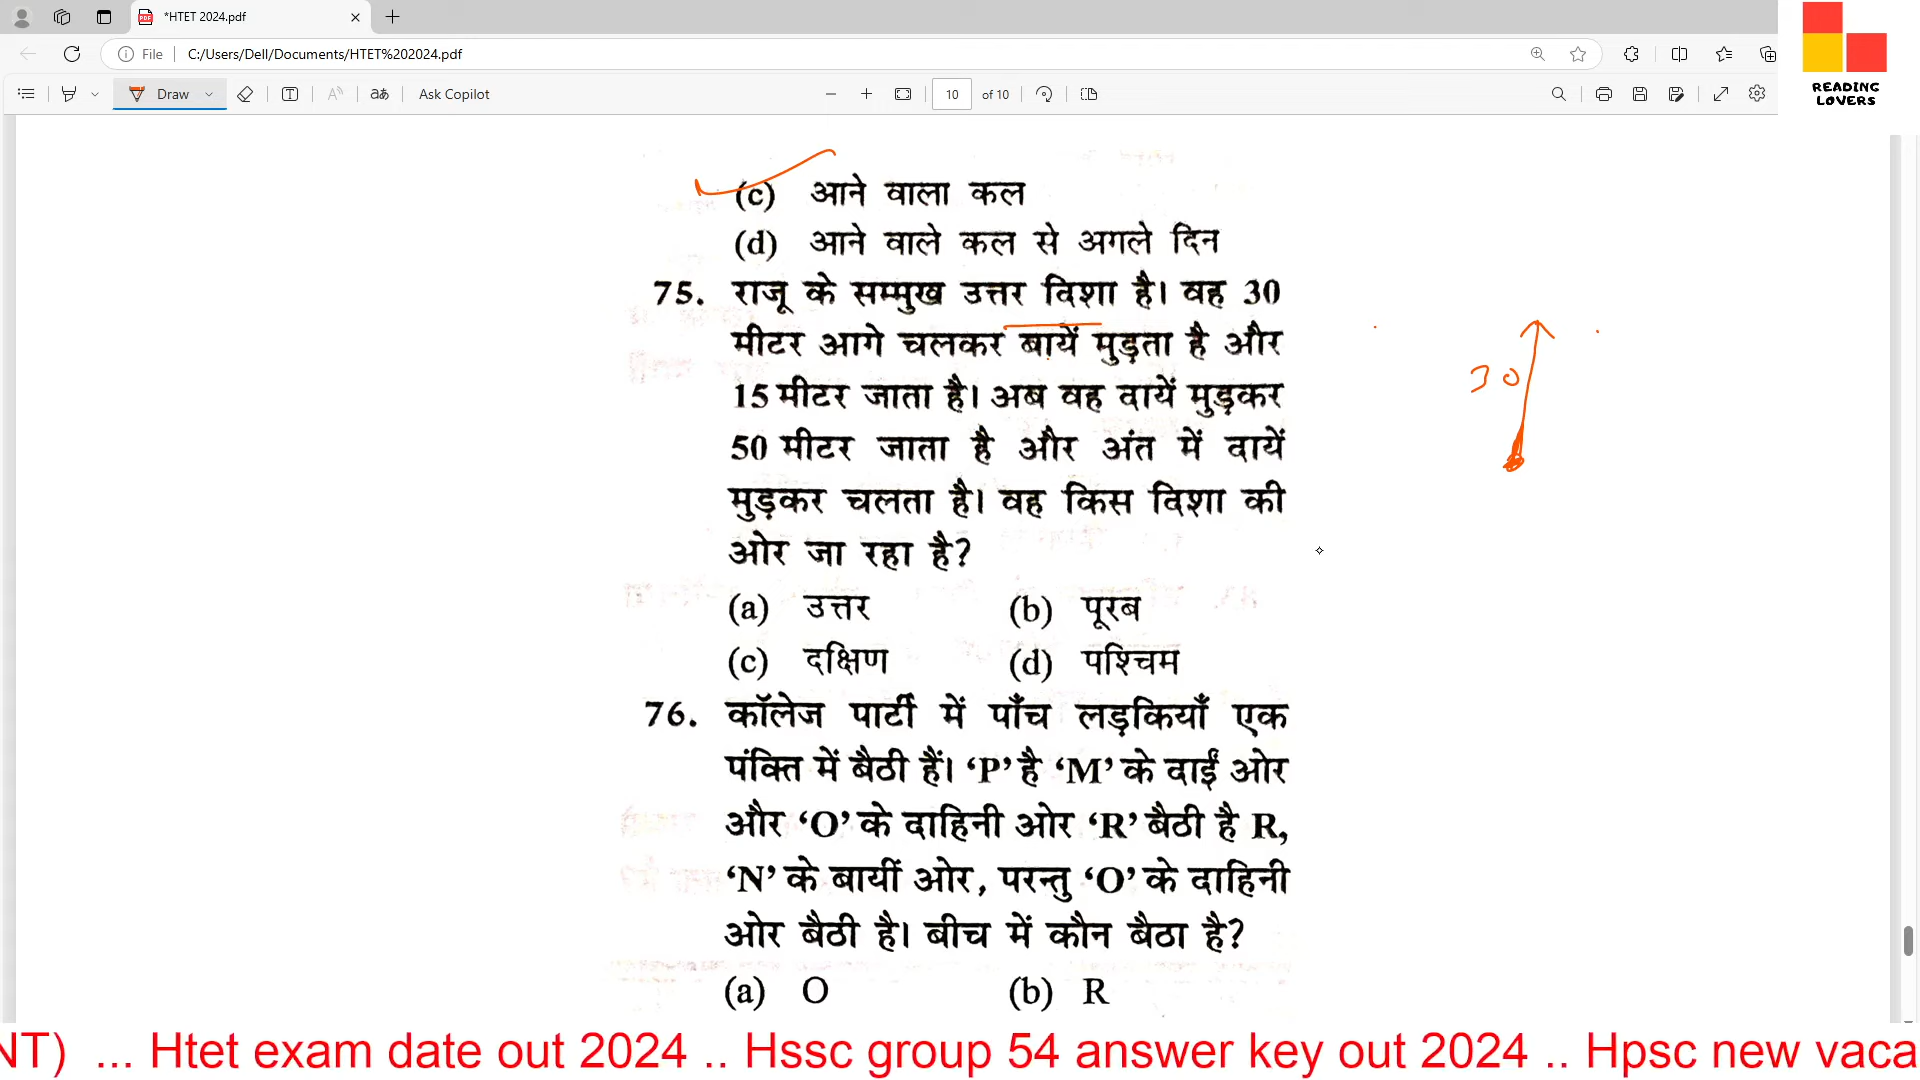 *HTET 2024.pdf
File
C:/Users/Dell/Documents/HTET%202024.pdf
Draw
aあ
Ask Copilot
10 of 10
READING
LOVERS
(c) आने वाला कल
(d) आने वाले कल से अगले दिन
75. राजू के सम्मुख उत्तर दिशा है। वह 30
मीटर आगे चलकर बायें मुड़ता है और
15 मीटर जाता है। अब वह दायें मुड़कर
50 मीटर जाता है और अंत में दायें
मुड़कर चलता है। वह किस दिशा की
ओर जा रहा है?
(a) उत्तर (b) पूरब
(c) दक्षिण (d) पश्चिम
30
76. कॉलेज पार्टी में पाँच लड़कियाँ एक
पंक्ति में बैठी हैं। ‘P’ है ‘M’ के दाईं ओर
और ‘O’ के दाहिनी ओर ‘R’ बैठी है R,
‘N’ के बायीं ओर, परन्तु ‘O’ के दाहिनी
ओर बैठी है। बीच में कौन बैठा है?
(a) O (b) R
NT) ... Htet exam date out 2024 .. Hssc group 54 answer key out 2024 .. Hpsc new vaca